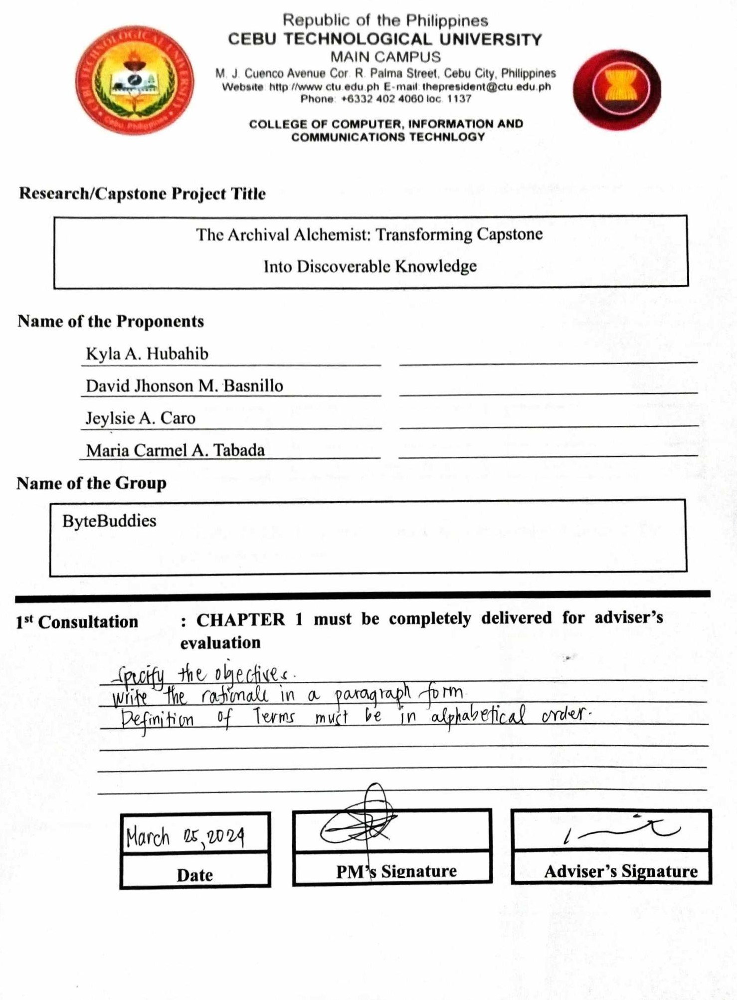 Republic of the Philippines
CEBU TECHNOLOGICAL UNIVERSITY
MAIN CAMPUS
M. J. Cuenco Avenue Cor. R. Palma Street, Cebu City, Philippines
Website: http://www.ctu.edu.ph E-mail: thepresident@ctu.edu.ph
Phone: +6332 402 4060 loc. 1137
COLLEGE OF COMPUTER, INFORMATION AND
COMMUNICATIONS TECHNLOGY
CEBU TECHNOLOGICAL UNIVERSITY
Cebu, Philippines
Research/Capstone Project Title
The Archival Alchemist: Transforming Capstone
Into Discoverable Knowledge
Name of the Proponents
Kyla A. Hubahib
David Jhonson M. Basnillo
Jeylsie A. Caro
Maria Carmel A. Tabada
Name of the Group
ByteBuddies
1st Consultation : CHAPTER 1 must be completely delivered for adviser's
evaluation
Specify the objectives.
Write the rationale in a paragraph form
Definition of Terms must be in alphabetical order.
March 25, 2024
Date
PM's Signature
Adviser's Signature